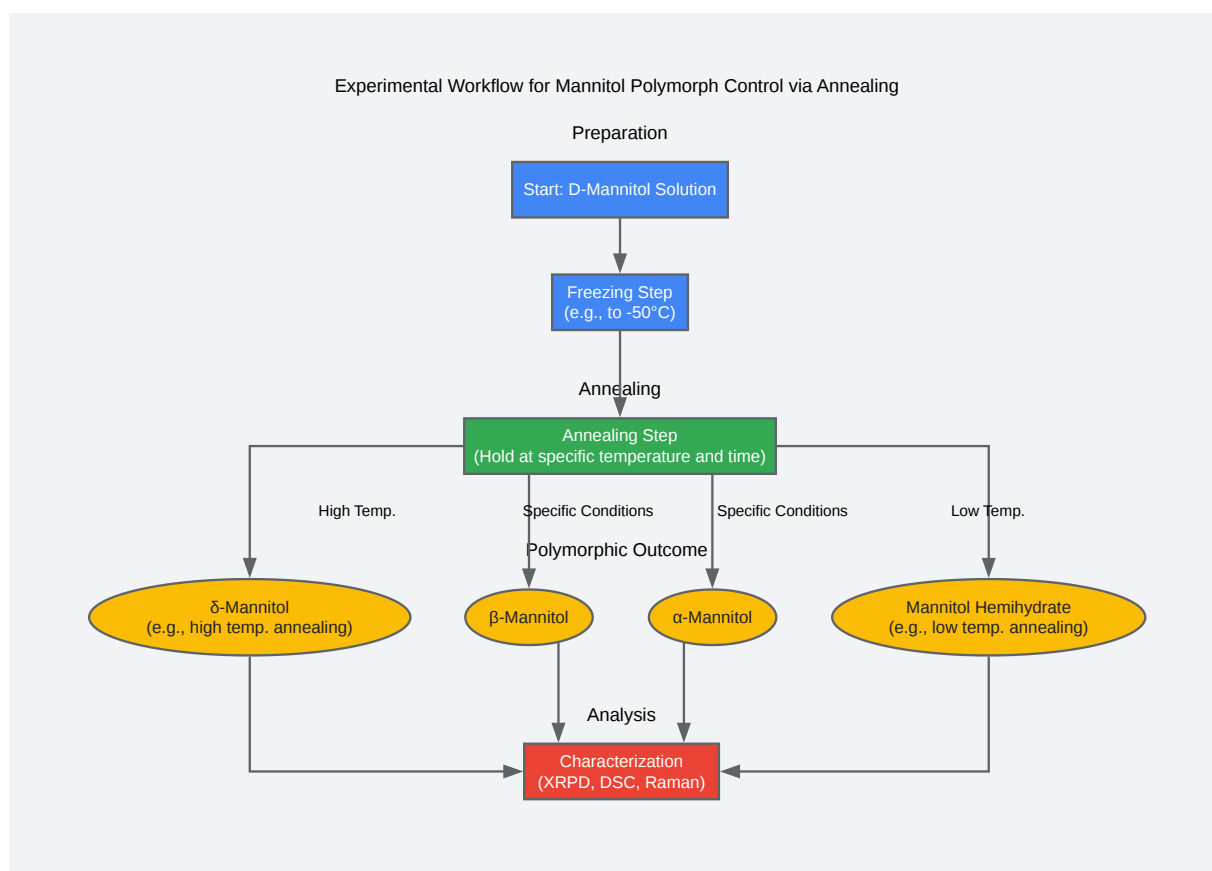 Experimental Workflow for Mannitol Polymorph Control via Annealing
Preparation
Start: D-Mannitol Solution
Freezing Step
(e.g., to -50°C)
Annealing
Annealing Step
(Hold at specific temperature and time)
High Temp.
Specific Conditions
Specific Conditions
Low Temp.
Polymorphic Outcome
δ-Mannitol
(e.g., high temp. annealing)
β-Mannitol
α-Mannitol
Mannitol Hemihydrate
(e.g., low temp. annealing)
Analysis
Characterization
(XRPD, DSC, Raman)